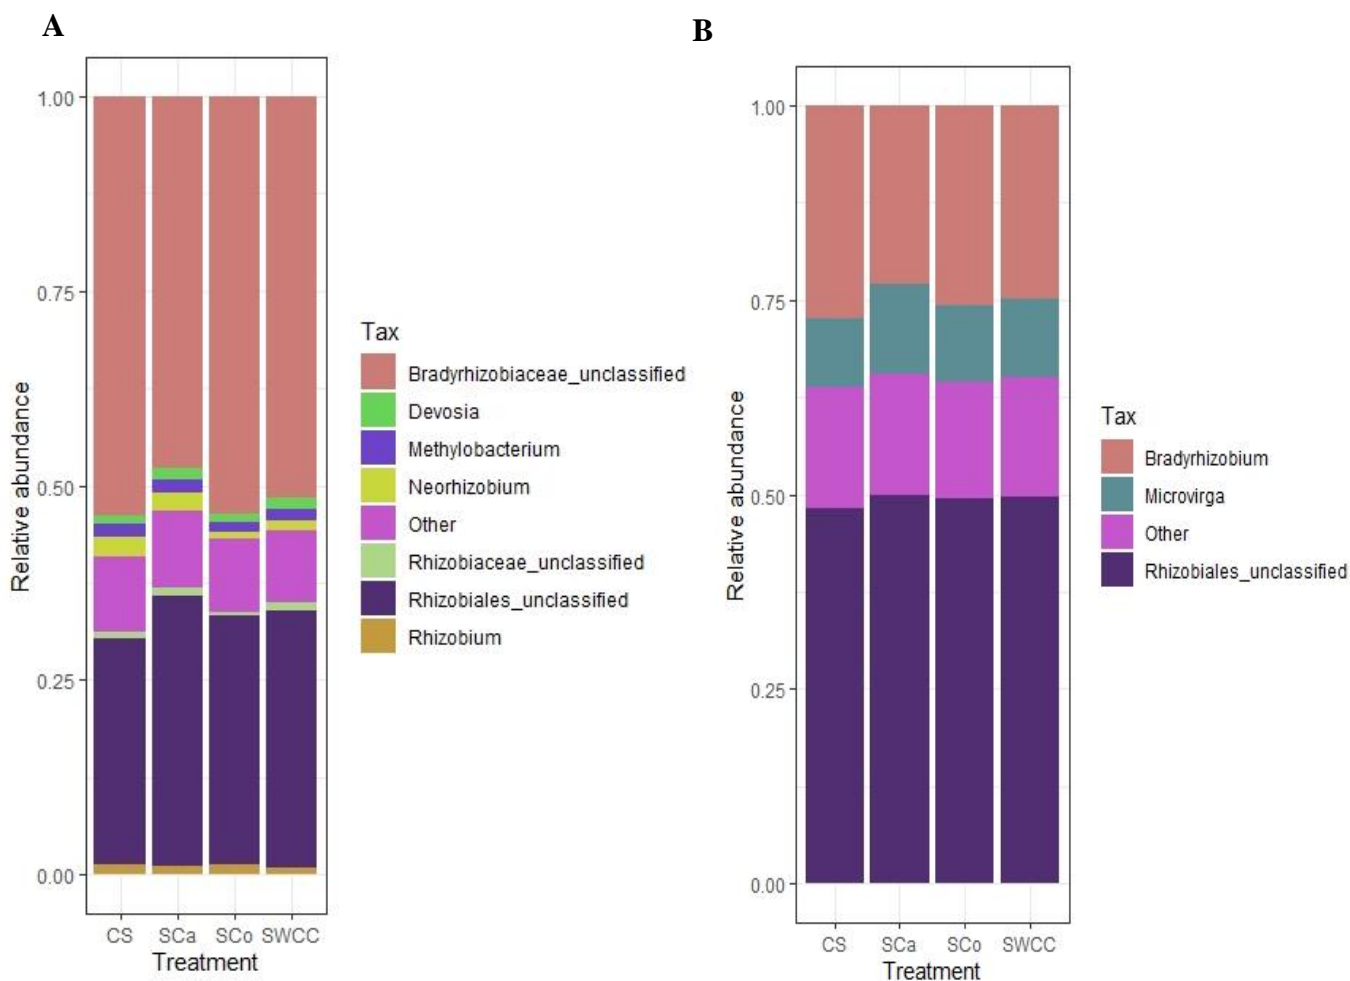 A
Relative abundance
1.00
0.75
0.50
0.25
0.00
CS SCa SCo SWCC
Treatment
Tax
Bradyrhizobiaceae_unclassified
Devosia
Methylobacterium
Neorhizobium
Other
Rhizobiaceae_unclassified
Rhizobiales_unclassified
Rhizobium
B
Relative abundance
1.00
0.75
0.50
0.25
0.00
CS SCa SCo SWCC
Treatment
Tax
Bradyrhizobium
Microvirga
Other
Rhizobiales_unclassified